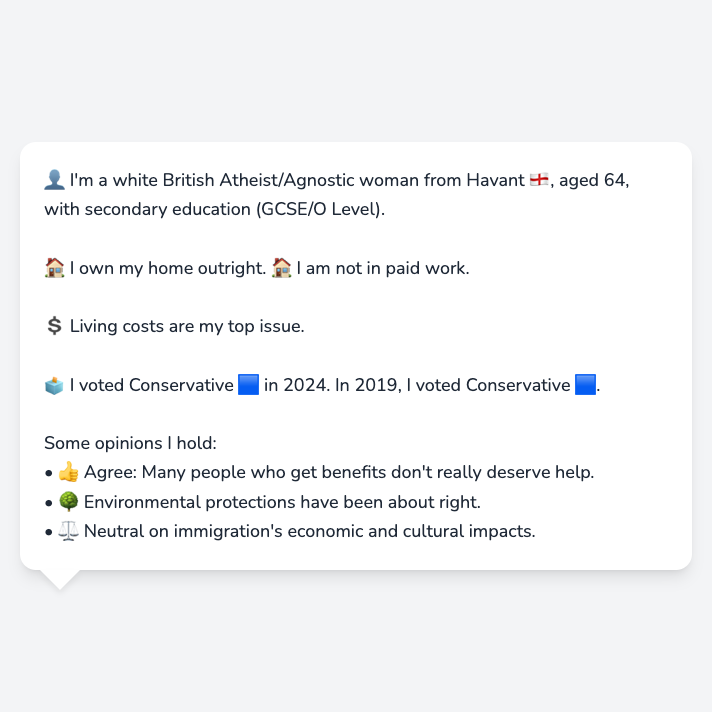 👤 I'm a white British Atheist/Agnostic woman from Havant 🏴󠁧󠁢󠁥󠁮󠁧󠁿, aged 64,
with secondary education (GCSE/O Level).
🏠 I own my home outright. 🏠 I am not in paid work.
💲 Living costs are my top issue.
🗳️ I voted Conservative 🟦 in 2024. In 2019, I voted Conservative 🟦.
Some opinions I hold:
• 👍 Agree: Many people who get benefits don't really deserve help.
• 🌳 Environmental protections have been about right.
• ⚖️ Neutral on immigration's economic and cultural impacts.